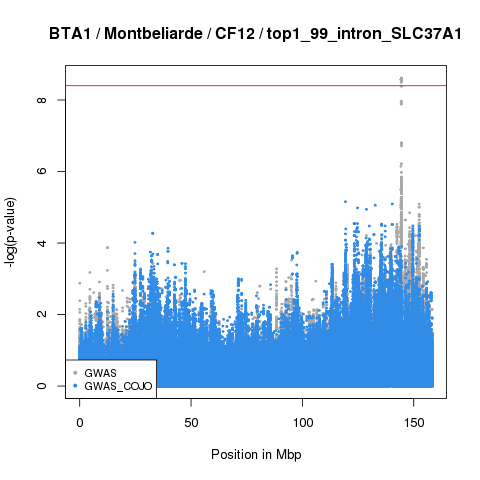 BTA1 / Montbeliarde / CF12 / top1_99_intron_SLC37A1
-log(p-value)
8
6
4
2
0
GWAS
GWAS_COJO
0 50 100 150
Position in Mbp